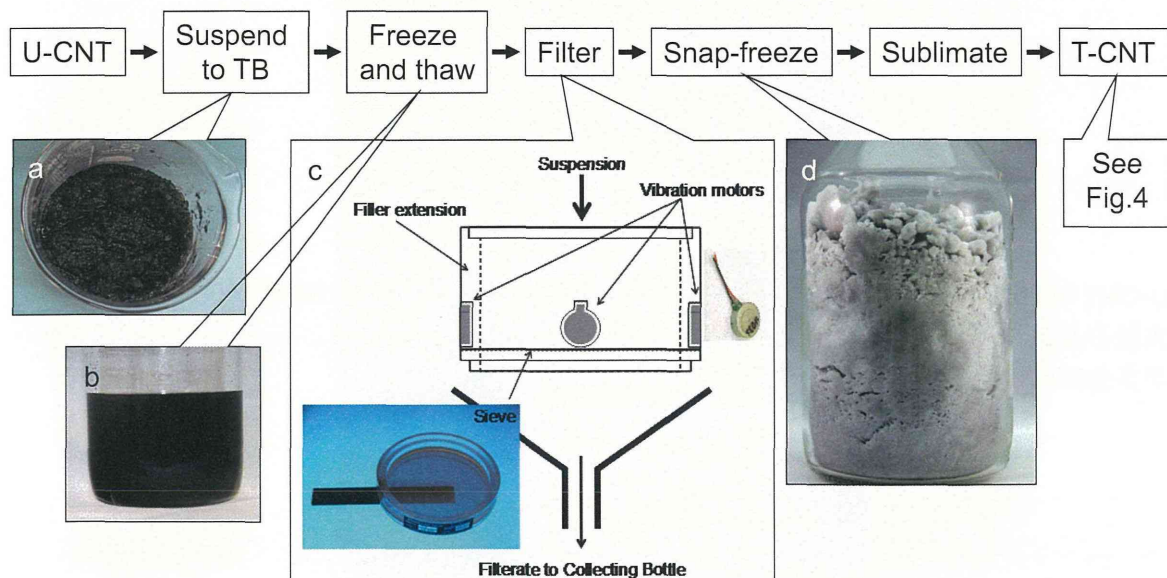 U-CNT
Suspend
to TB
Freeze
and thaw
Filter
Snap-freeze
Sublimate
T-CNT
a
b
c
Suspension
Filler extension
Vibration motors
Sieve
Filterate to Collecting Bottle
d
See
Fig.4